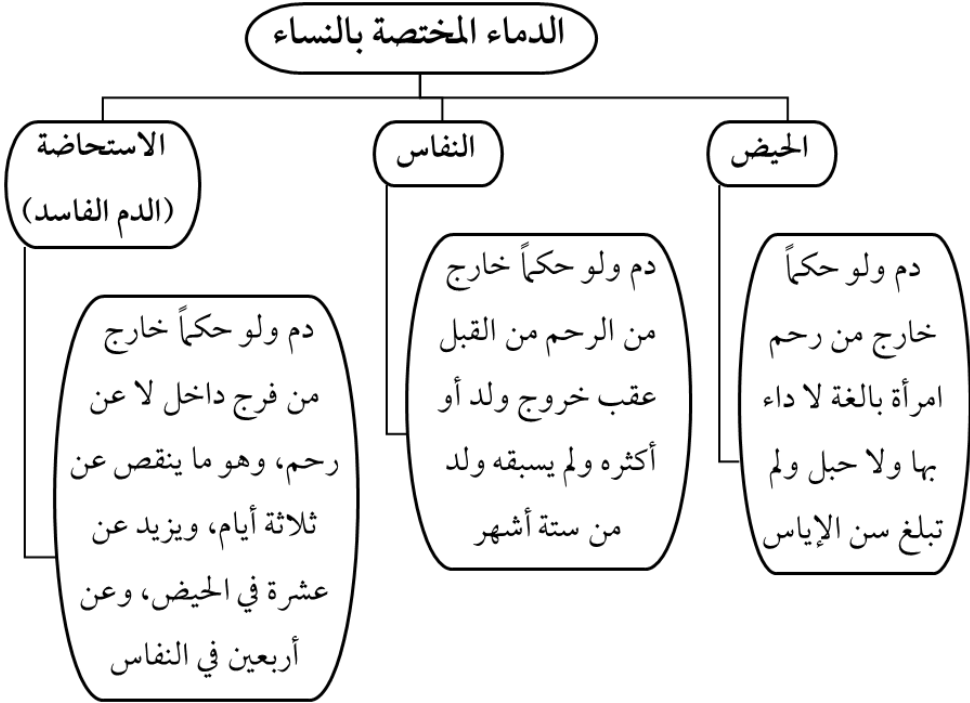 الدماء المختصة بالنساء
الحيض
دم ولو حكماً
خارج من رحم
امرأة بالغة لا داء
بها ولا حبل ولم
تبلغ سن الإياس
النفاس
دم ولو حكماً خارج
من الرحم من القبل
عقب خروج ولد أو
أكثره ولم يسبقه ولد
من ستة أشهر
الاستحاضة
(الدم الفاسد)
دم ولو حكماً خارج
من فرج داخل لا عن
رحم، وهو ما ينقص عن
ثلاثة أيام، ويزيد عن
عشرة في الحيض، وعن
أربعين في النفاس